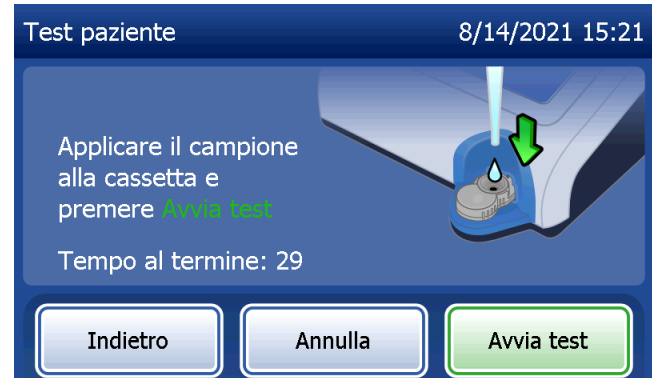 Test paziente 8/14/2021 15:21
Applicare il campione
alla cassetta e
premere Avvia test
Tempo al termine: 29
Indietro Annulla Avvia test